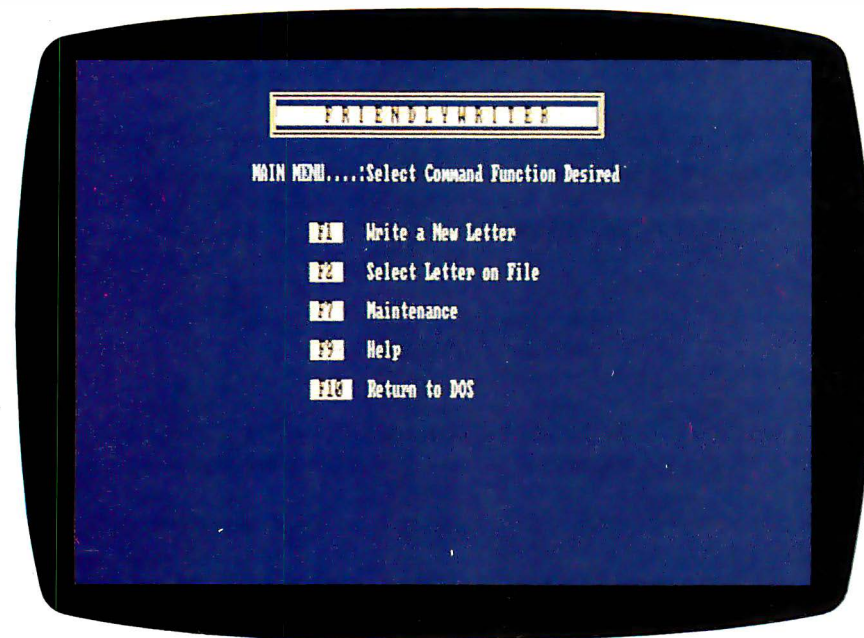 FRIENDLYWRITER
MAIN MENU....:Select Command Function Desired
F1 Write a New Letter
F2 Select Letter on File
F7 Maintenance
F9 Help
F10 Return to DOS